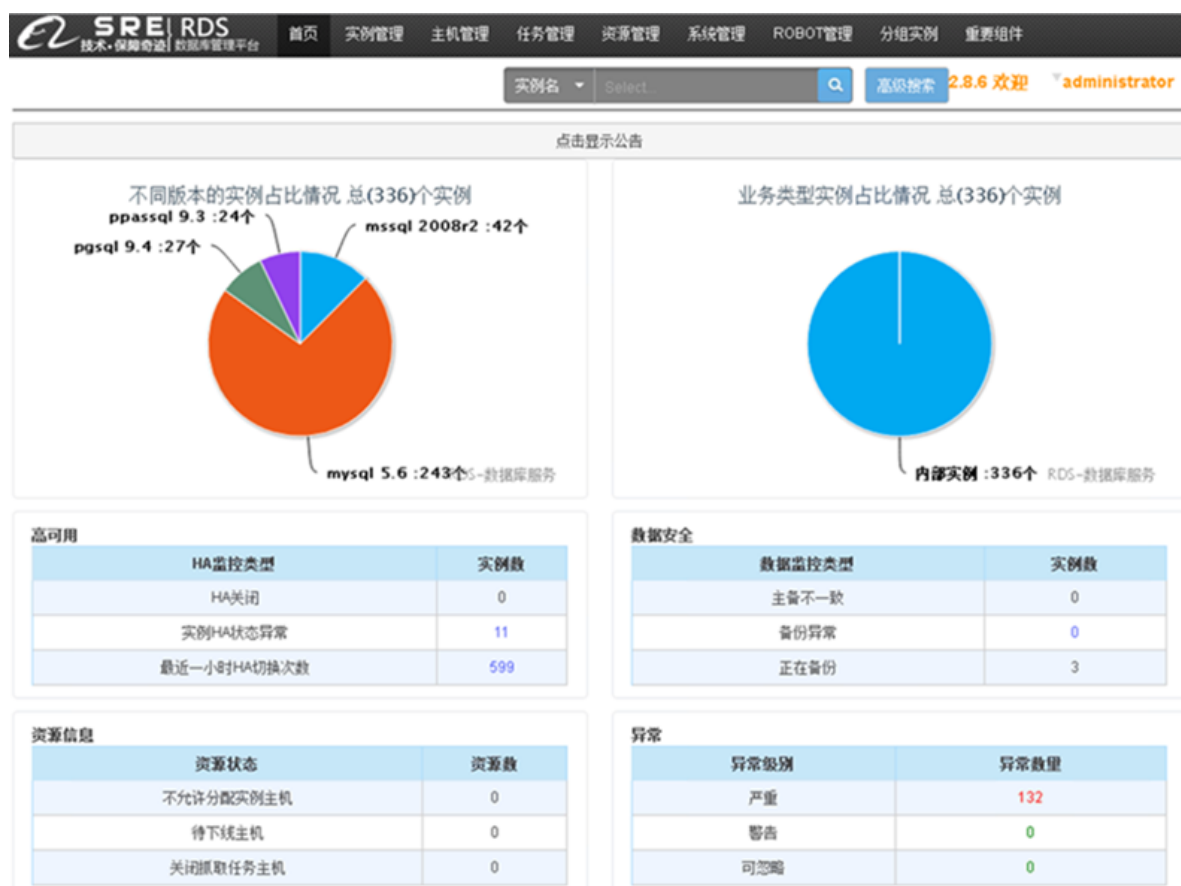 SRE RDS
技术·保障奇迹 数据库管理平台
首页 实例管理 主机管理 任务管理 资源管理 系统管理 ROBOT管理 分组实例 重要组件
实例名 Select... 高级搜索 2.8.6 欢迎 administrator
点击显示公告
不同版本的实例占比情况 总(336)个实例
ppassql 9.3 :24个
mssql 2008r2 :42个
pgsql 9.4 :27个
mysql 5.6 :243个
RDS-数据库服务
业务类型实例占比情况 总(336)个实例
内部实例 :336个
RDS-数据库服务
高可用
HA监控类型 实例数
HA关闭 0
实例HA状态异常 11
最近一小时HA切换次数 599
数据安全
数据监控类型 实例数
主备不一致 0
备份异常 0
正在备份 3
资源信息
资源状态 资源数
不允许分配实例主机 0
待下线主机 0
关闭抓取任务主机 0
异常
异常级别 异常数量
严重 132
警告 0
可忽略 0